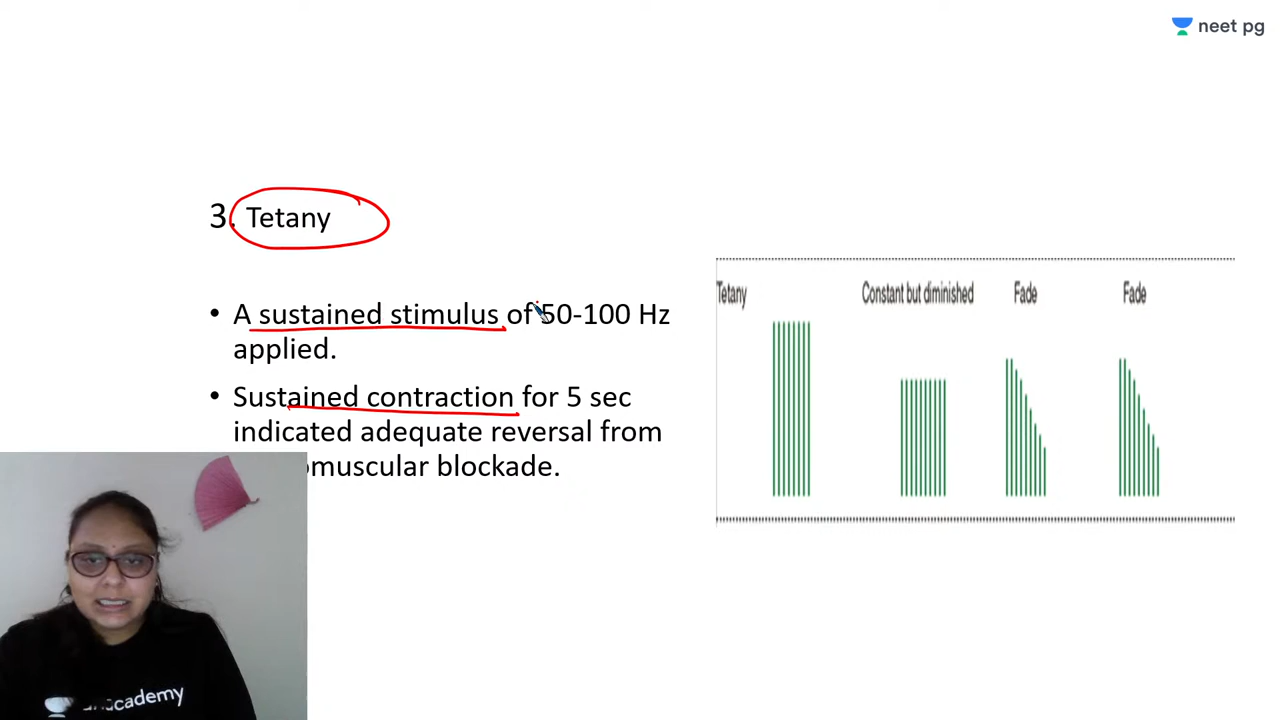 neet pg
3. Tetany
• A sustained stimulus of 50-100 Hz
applied.
• Sustained contraction for 5 sec
indicated adequate reversal from
omuscular blockade.
Tetany Constant but diminished Fade Fade